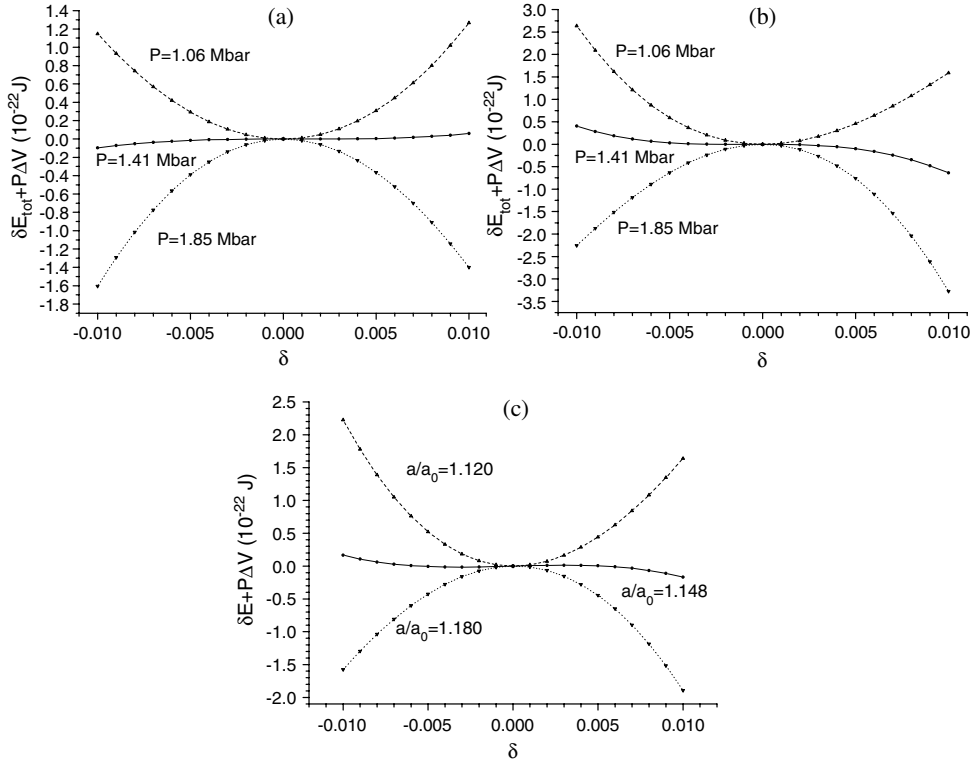 (a)
1.4
1.2
1.0
0.8
0.6
0.4
0.2
0.0
-0.2
-0.4
-0.6
-0.8
-1.0
-1.2
-1.4
-1.6
-1.8
δE_tot+PΔV (10^-22 J)
P=1.06 Mbar
P=1.41 Mbar
P=1.85 Mbar
-0.010 -0.005 0.000 0.005 0.010
δ
(b)
3.5
3.0
2.5
2.0
1.5
1.0
0.5
0.0
-0.5
-1.0
-1.5
-2.0
-2.5
-3.0
-3.5
δE_tot+PΔV (10^-22 J)
P=1.06 Mbar
P=1.41 Mbar
P=1.85 Mbar
-0.010 -0.005 0.000 0.005 0.010
δ
(c)
2.5
2.0
1.5
1.0
0.5
0.0
-0.5
-1.0
-1.5
-2.0
δE+PΔV (10^-22 J)
a/a_0=1.120
a/a_0=1.148
a/a_0=1.180
-0.010 -0.005 0.000 0.005 0.010
δ